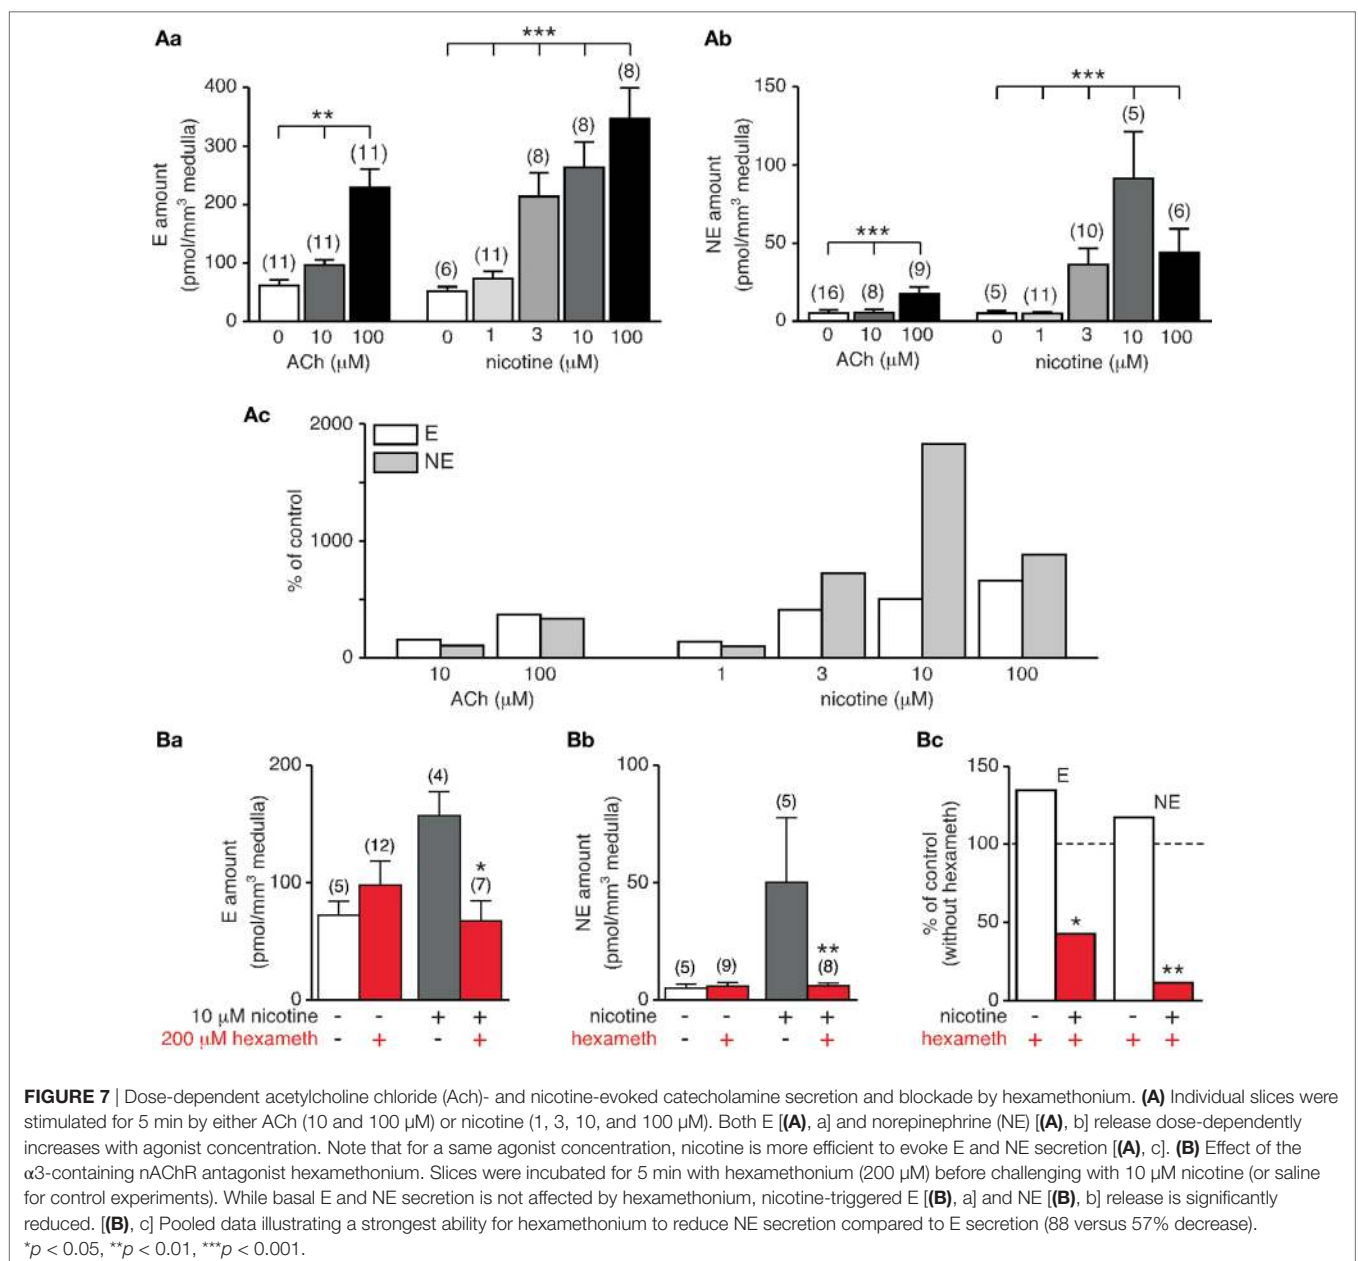 Aa
***
400
300
200
100
0
E amount
(pmol/mm³ medulla)
**
(11)
(11)
(11)
(6)
(11)
(8)
(8)
(8)
0 10 100
ACh (μM)
0 1 3 10 100
nicotine (μM)
Ab
***
150
100
50
0
NE amount
(pmol/mm³ medulla)
***
(16)
(8)
(9)
(5)
(11)
(10)
(5)
(6)
0 10 100
ACh (μM)
0 1 3 10 100
nicotine (μM)
Ac
2000
1000
0
% of control
E
NE
10 100
ACh (μM)
1 3 10 100
nicotine (μM)
Ba
200
100
0
E amount
(pmol/mm³ medulla)
(5)
(12)
(4)
*
(7)
10 μM nicotine - - + +
200 μM hexameth - + - +
Bb
100
50
0
NE amount
(pmol/mm³ medulla)
(5)
(9)
(5)
**
(8)
nicotine - - + +
hexameth - + - +
Bc
150
100
50
0
% of control
(without hexameth)
E
NE
*
**
nicotine - + - +
hexameth + + + +
FIGURE 7 | Dose-dependent acetylcholine chloride (Ach)- and nicotine-evoked catecholamine secretion and blockade by hexamethonium. (A) Individual slices were
stimulated for 5 min by either ACh (10 and 100 μM) or nicotine (1, 3, 10, and 100 μM). Both E [(A), a] and norepinephrine (NE) [(A), b] release dose-dependently
increases with agonist concentration. Note that for a same agonist concentration, nicotine is more efficient to evoke E and NE secretion [(A), c]. (B) Effect of the
α3-containing nAChR antagonist hexamethonium. Slices were incubated for 5 min with hexamethonium (200 μM) before challenging with 10 μM nicotine (or saline
for control experiments). While basal E and NE secretion is not affected by hexamethonium, nicotine-triggered E [(B), a] and NE [(B), b] release is significantly
reduced. [(B), c] Pooled data illustrating a strongest ability for hexamethonium to reduce NE secretion compared to E secretion (88 versus 57% decrease).
*p < 0.05, **p < 0.01, ***p < 0.001.